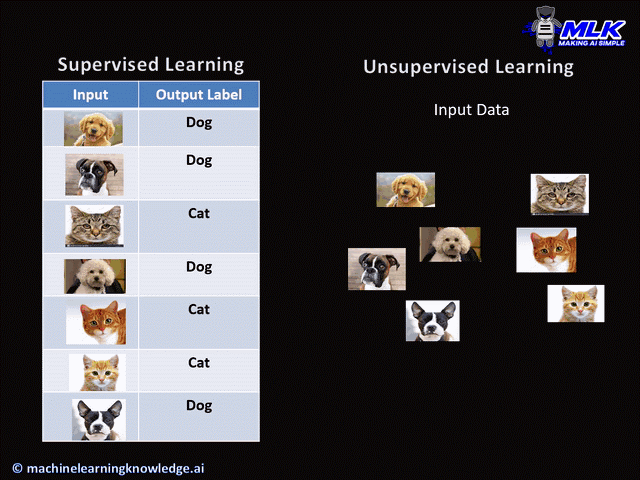 MLK
MAKING AI SIMPLE
Supervised Learning
Input Output Label
Dog
Dog
Cat
Dog
Cat
Cat
Dog
Unsupervised Learning
Input Data
© machinelearningknowledge.ai